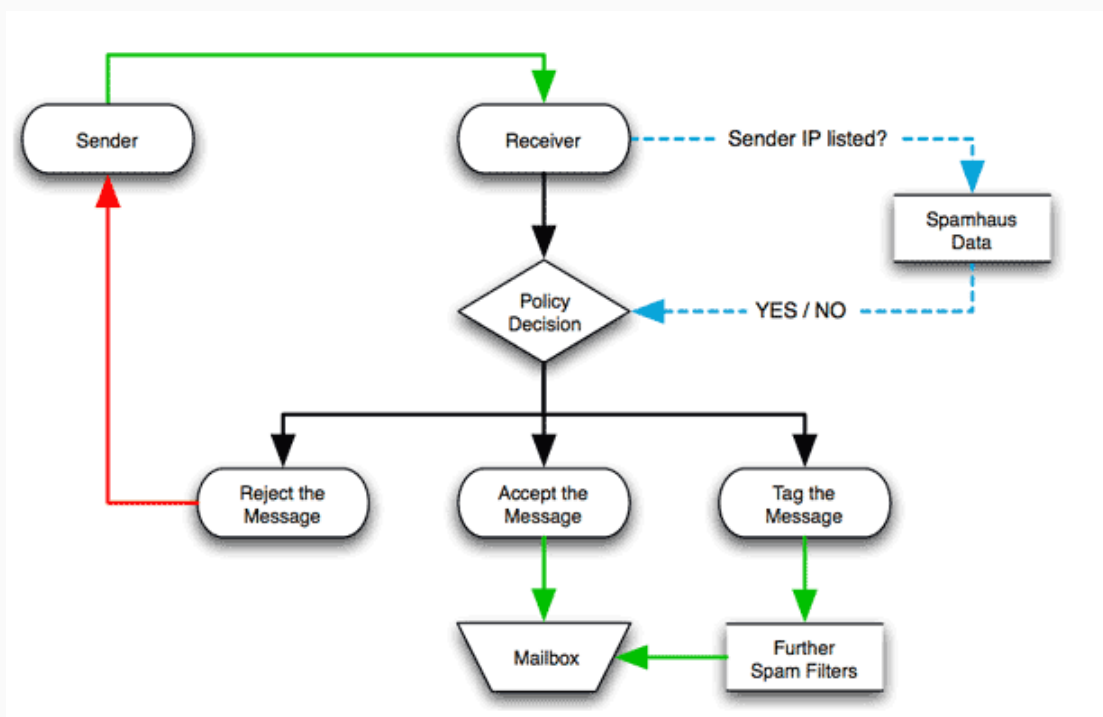 Sender
Receiver
Sender IP listed?
Spamhaus
Data
Policy
Decision
YES / NO
Reject the
Message
Accept the
Message
Tag the
Message
Mailbox
Further
Spam Filters